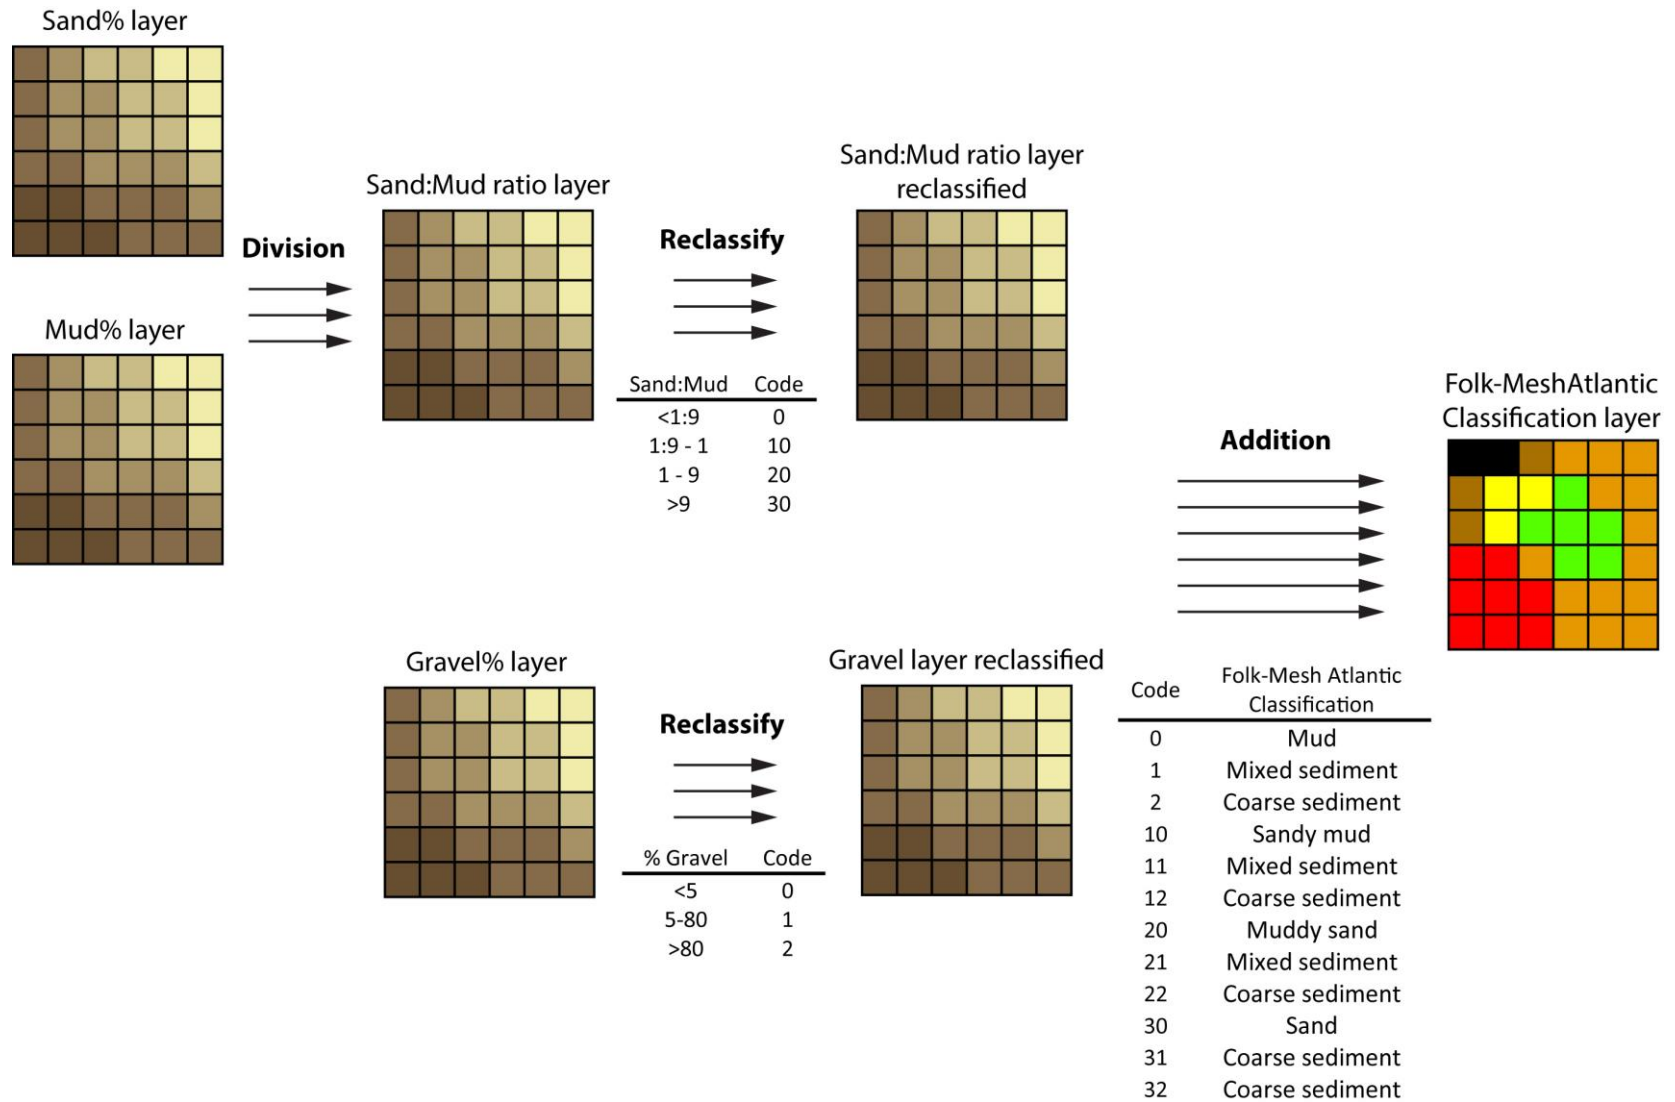 Sand% layer
Mud% layer
Division
Sand:Mud ratio layer
Reclassify
Sand:Mud Code
<1:9 0
1:9 - 1 10
1 - 9 20
>9 30
Sand:Mud ratio layer
reclassified
Gravel% layer
Reclassify
% Gravel Code
<5 0
5-80 1
>80 2
Gravel layer reclassified
Addition
Folk-MeshAtlantic
Classification layer
Code Folk-Mesh Atlantic
Classification
0 Mud
1 Mixed sediment
2 Coarse sediment
10 Sandy mud
11 Mixed sediment
12 Coarse sediment
20 Muddy sand
21 Mixed sediment
22 Coarse sediment
30 Sand
31 Coarse sediment
32 Coarse sediment